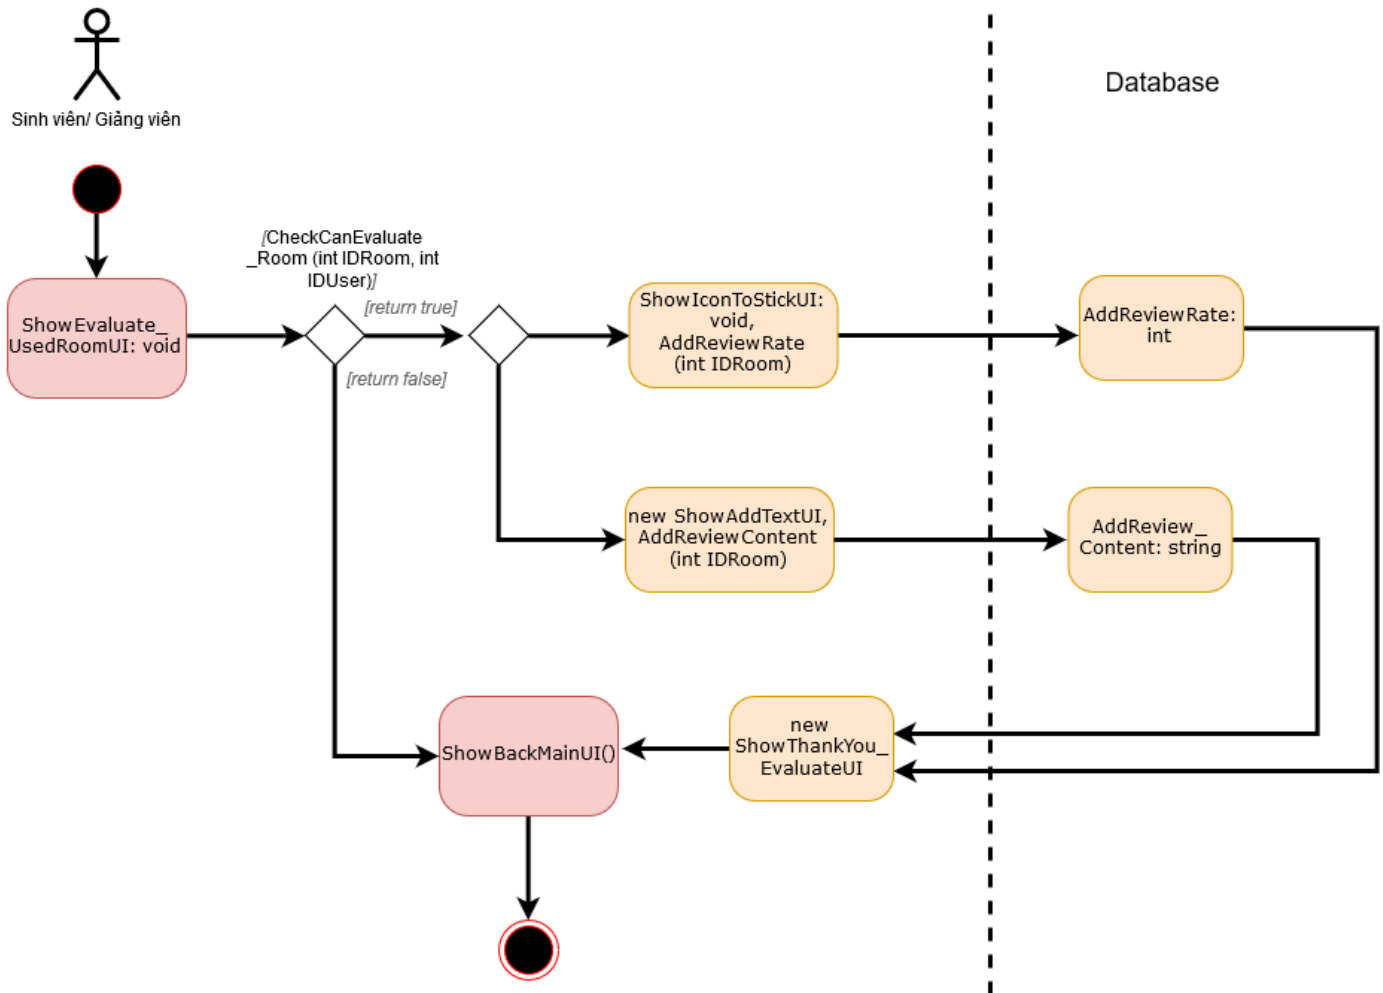 Sinh viên/ Giảng viên
Database
[CheckCanEvaluate
_Room (int IDRoom, int
IDUser)]
[return true]
[return false]
ShowEvaluate_
UsedRoomUI: void
ShowIconToStickUI:
void,
AddReviewRate
(int IDRoom)
AddReviewRate:
int
new ShowAddTextUI,
AddReviewContent
(int IDRoom)
AddReview_
Content: string
ShowBackMainUI()
new
ShowThankYou_
EvaluateUI